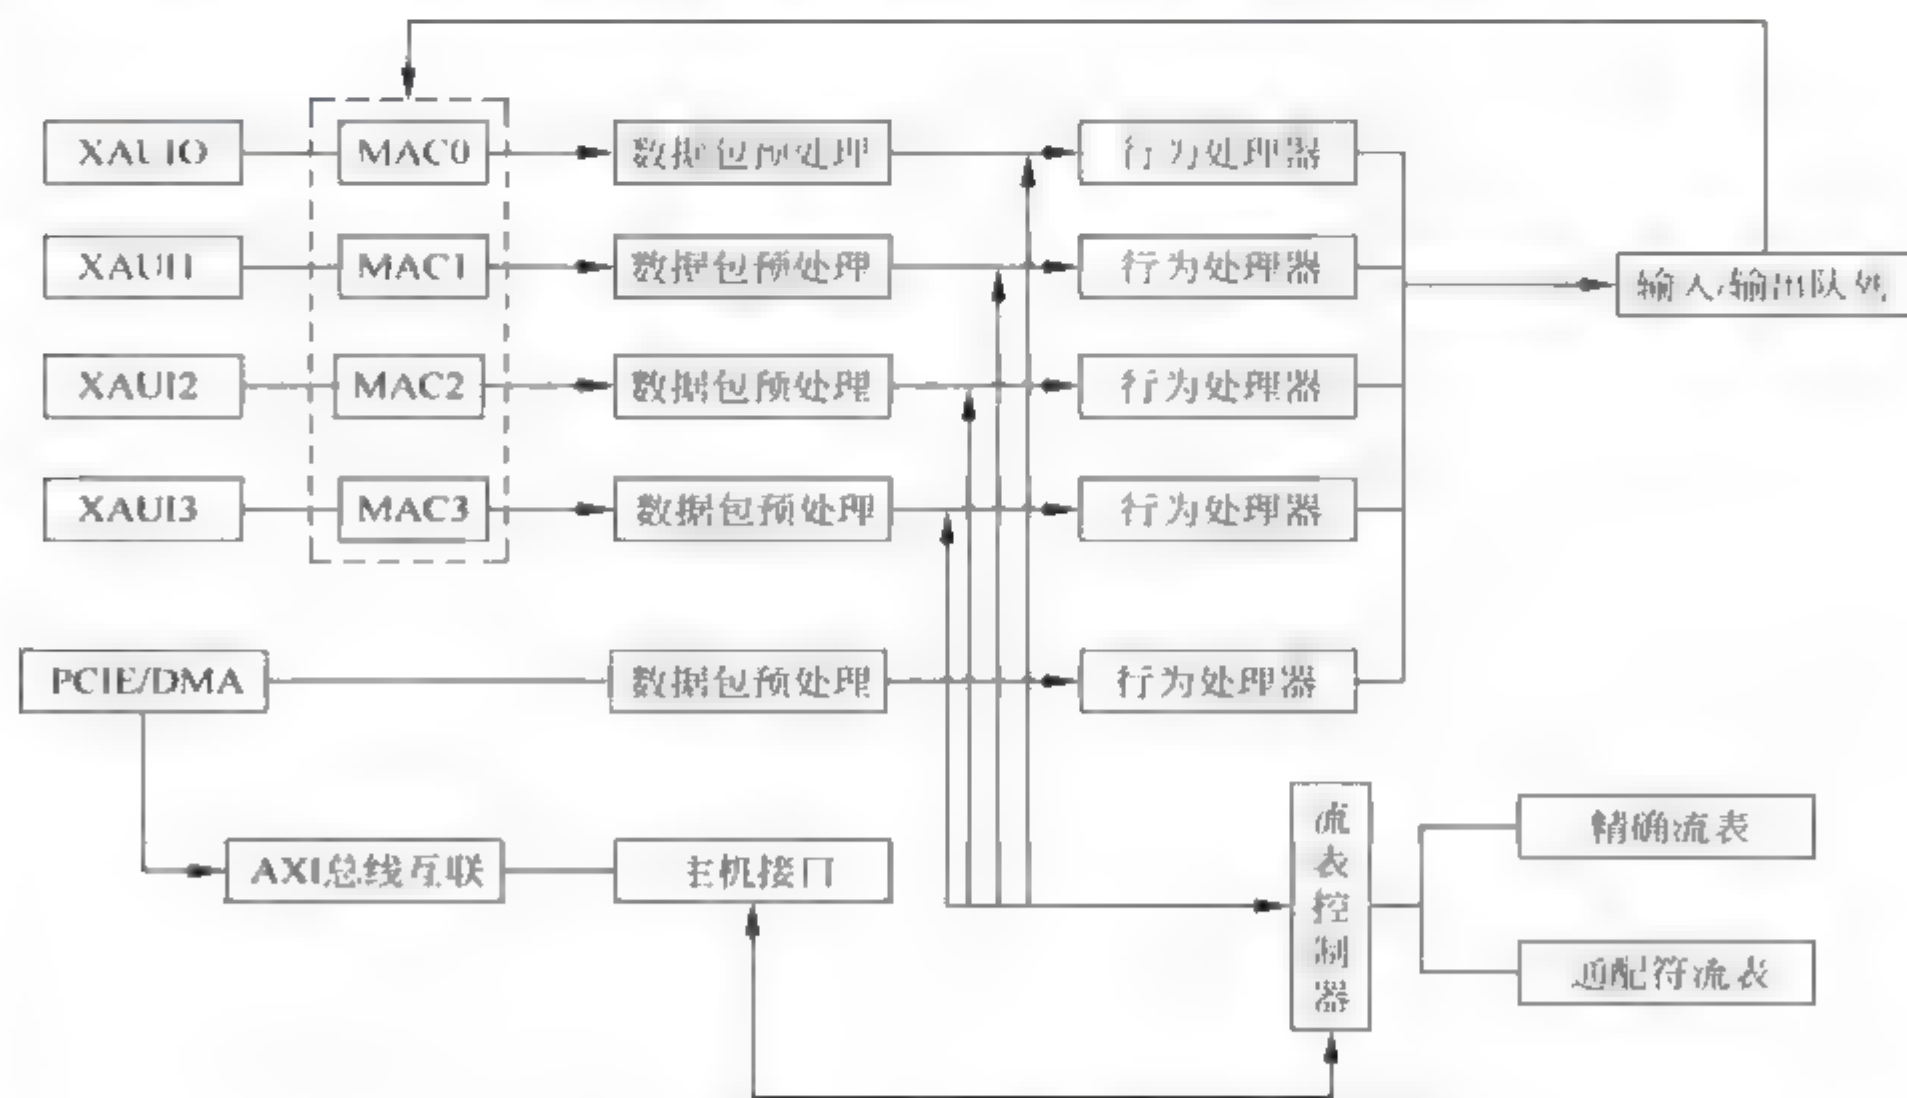 XAUI0 MAC0 数据包预处理 行为处理器
XAUI1 MAC1 数据包预处理 行为处理器
输入/输出队列
XAUI2 MAC2 数据包预处理 行为处理器
XAUI3 MAC3 数据包预处理 行为处理器
PCIE/DMA 数据包预处理 行为处理器
AXI总线互联 主机接口
流表控制器
精确流表
通配符流表